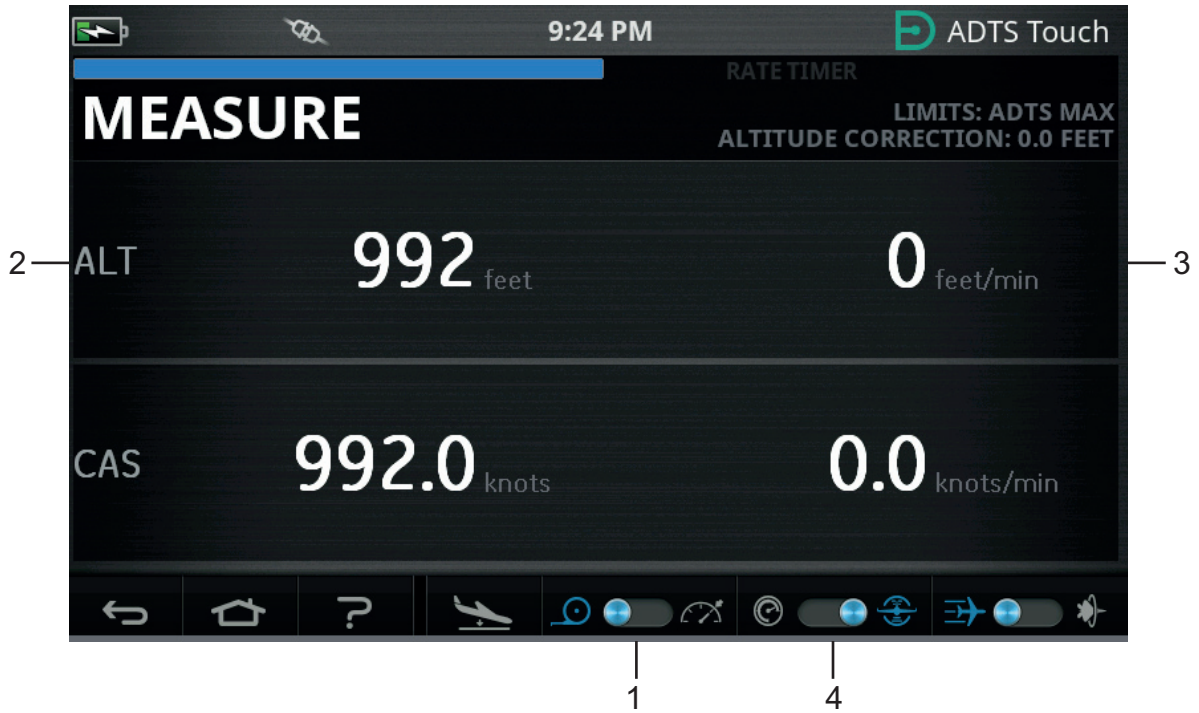 9:24 PM ADTS Touch
RATE TIMER
MEASURE
LIMITS: ADTS MAX
ALTITUDE CORRECTION: 0.0 FEET
2 ALT 992 feet 0 feet/min 3
CAS 992.0 knots 0.0 knots/min
?
1 4